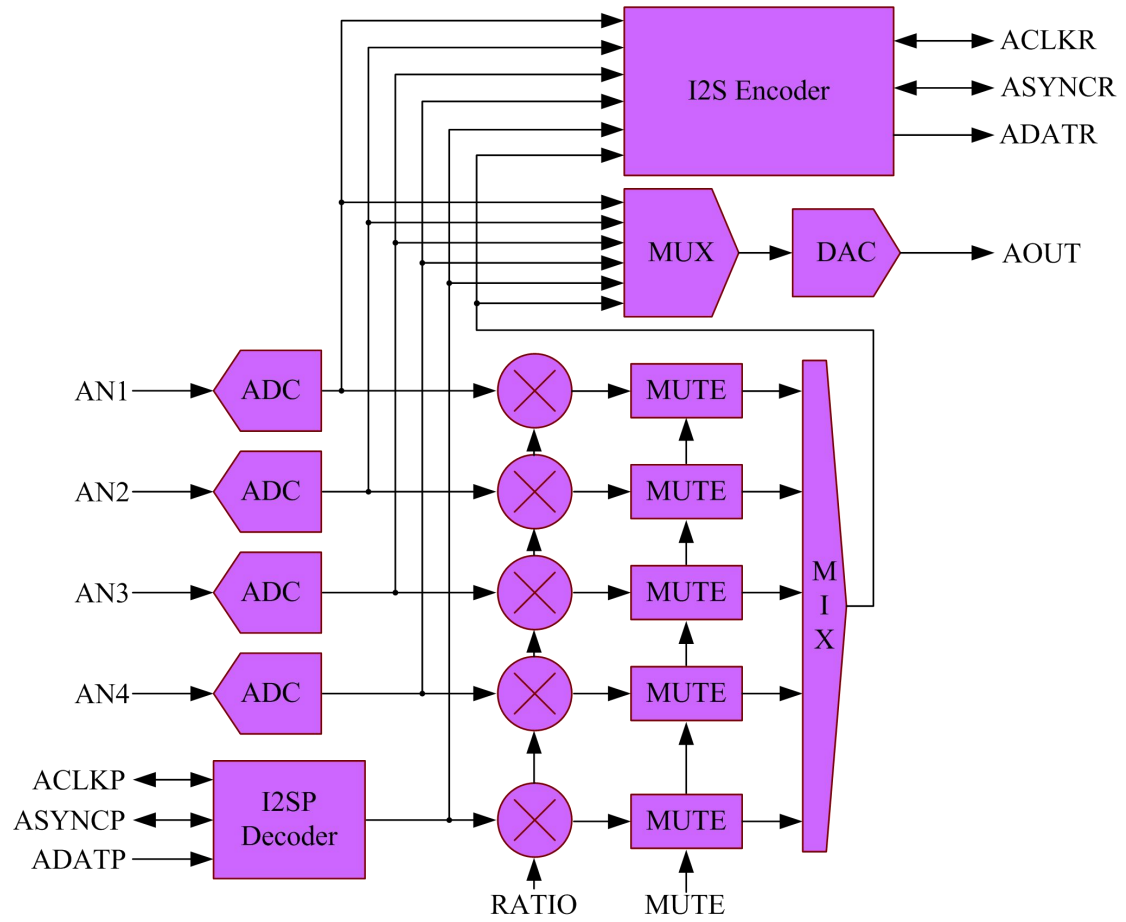 I2S Encoder
ACLKR
ASYNCR
ADATR
MUX
DAC
AOUT
AN1
ADC
MUTE
AN2
ADC
MUTE
AN3
ADC
MUTE
M
I
X
AN4
ADC
MUTE
ACLKP
ASYNCP
ADATP
I2SP
Decoder
MUTE
RATIO
MUTE